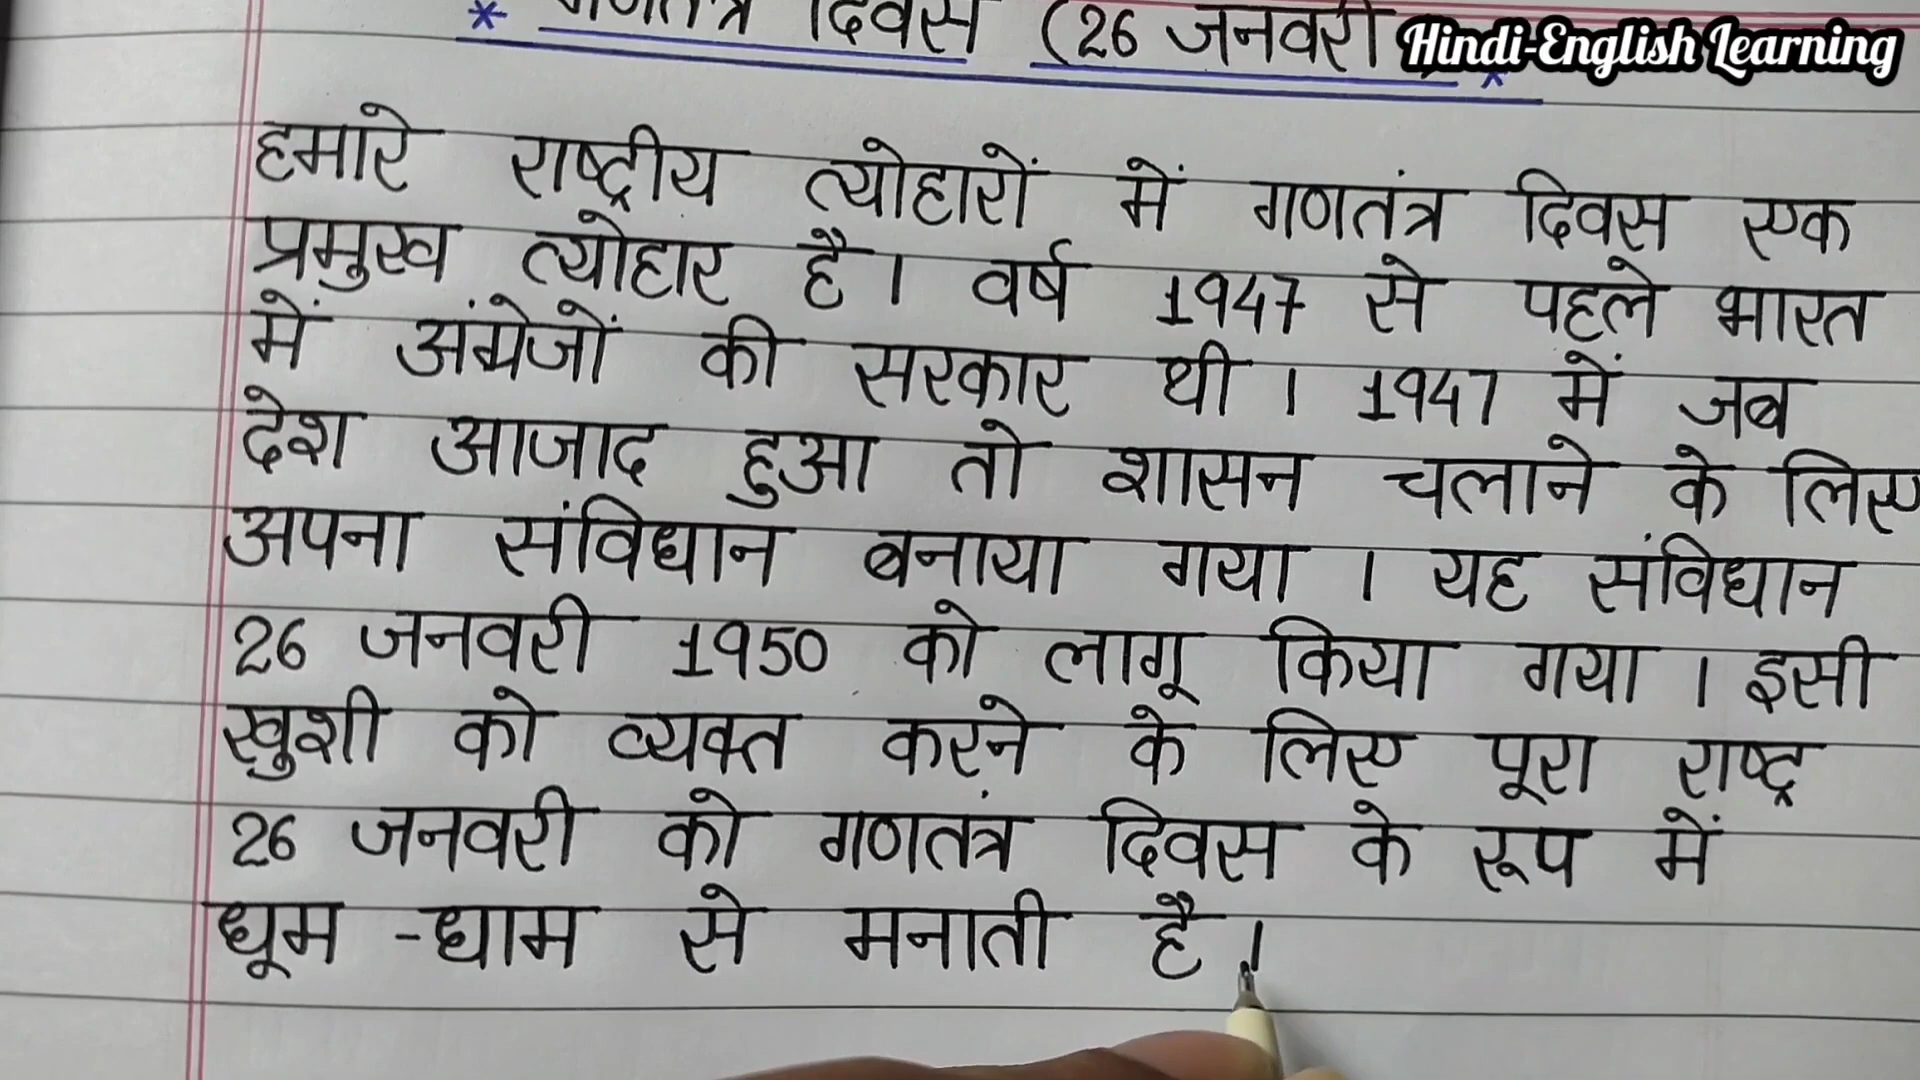 * गणतंत्र दिवस (26 जनवरी) *
Hindi-English Learning
हमारे राष्ट्रीय त्योहारों में गणतंत्र दिवस एक
प्रमुख त्योहार है। वर्ष 1947 से पहले भारत
में अंग्रेजों की सरकार थी। 1947 में जब
देश आजाद हुआ तो शासन चलाने के लिए
अपना संविधान बनाया गया। यह संविधान
26 जनवरी 1950 को लागू किया गया। इसी
खुशी को व्यक्त करने के लिए पूरा राष्ट्र
26 जनवरी को गणतंत्र दिवस के रूप में
धूम-धाम से मनाती है।